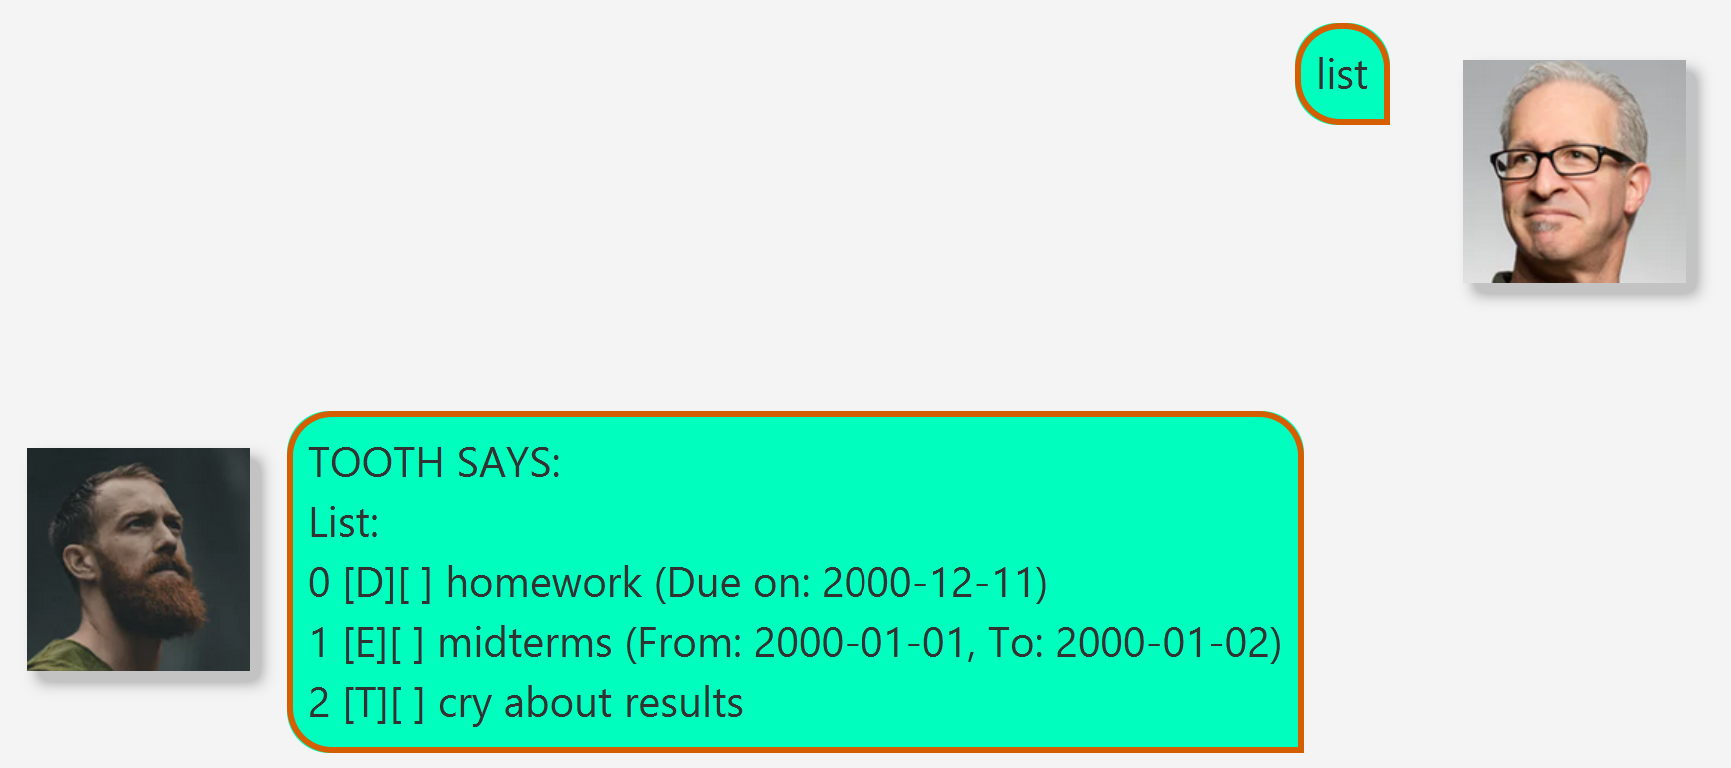 list
TOOTH SAYS:
List:
0 [D][ ] homework (Due on: 2000-12-11)
1 [E][ ] midterms (From: 2000-01-01, To: 2000-01-02)
2 [T][ ] cry about results